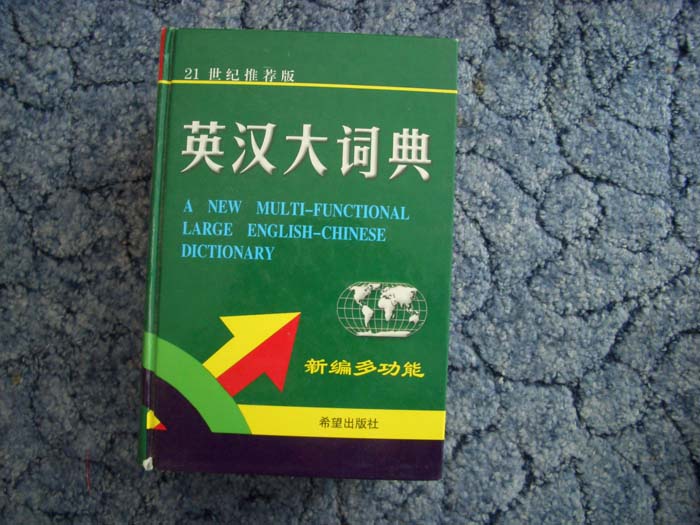 21 世纪推荐版
英汉大词典
A NEW MULTI-FUNCTIONAL
LARGE ENGLISH-CHINESE
DICTIONARY
新编多功能
希望出版社